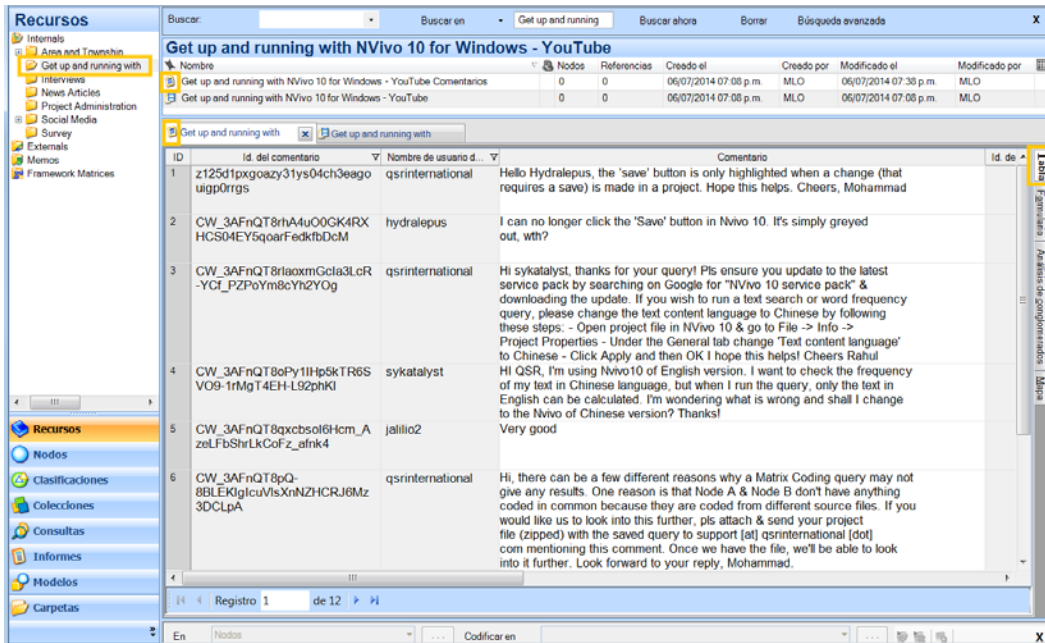 Recursos
Buscar: Buscar en Get up and running Buscar ahora Borrar Búsqueda avanzada X
Internals
Area and Township
Get up and running with
Interviews
News Articles
Project Administration
Social Media
Survey
Externals
Memos
Framework Matrices
Get up and running with NVivo 10 for Windows - YouTube
Nombre Nodos Referencias Creado el Creado por Modificado el Modificado por
Get up and running with NVivo 10 for Windows - YouTube Comentarios 0 0 06/07/2014 07:08 p.m. MLO 06/07/2014 07:38 p.m. MLO
Get up and running with NVivo 10 for Windows - YouTube 0 0 06/07/2014 07:08 p.m. MLO 06/07/2014 07:08 p.m. MLO
Get up and running with x Get up and running with
ID Id. del comentario Nombre de usuario d... Comentario Id. de
1 z125d1pxgoazy31ys04ch3eago qsrinternational Hello Hydralepus, the 'save' button is only highlighted when a change (that
uigp0rrgs requires a save) is made in a project. Hope this helps. Cheers, Mohammad
2 CW_3AFnQT8rhA4uO0GK4RX hydralepus I can no longer click the 'Save' button in Nvivo 10. It's simply greyed
HCS04EY5qoarFedkfbDcM out, wth?
3 CW_3AFnQT8rlaoxmGcIa3LcR qsrinternational Hi sykatalyst, thanks for your query! Pls ensure you update to the latest
-YCf_PZPoYm8cYh2YOg service pack by searching on Google for "NVivo 10 service pack" &
downloading the update. If you wish to run a text search or word frequency
query, please change the text content language to Chinese by following
these steps: - Open project file in NVivo 10 & go to File -> Info ->
Project Properties - Under the General tab change 'Text content language'
to Chinese - Click Apply and then OK I hope this helps! Cheers Rahul
4 CW_3AFnQT8oPy1IIHp5kTR6S sykatalyst HI QSR, I'm using Nvivo10 of English version. I want to check the frequency
VO9-1rMgT4EH-L92phKI of my text in Chinese language, but when I run the query, only the text in
English can be calculated. I'm wondering what is wrong and shall I change
to the Nvivo of Chinese version? Thanks!
5 CW_3AFnQT8qxcbsol6Hcm_A jalilio2 Very good
zeLFbShrLkCoFz_afnk4
6 CW_3AFnQT8pQ- qsrinternational Hi, there can be a few different reasons why a Matrix Coding query may not
8BLEKIgIcuVlsXnNZHCRJ6Mz give any results. One reason is that Node A & Node B don't have anything
3DCLpA coded in common because they are coded from different source files. If you
would like us to look into this further, pls attach & send your project
file (zipped) with the saved query to support [at] qsrinternational [dot]
com mentioning this comment. Once we have the file, we'll be able to look
into it further. Look forward to your reply, Mohammad.
Tabla
Formulario
Análisis de conglomerados
Mapa
Recursos
Nodos
Clasificaciones
Colecciones
Consultas
Informes
Modelos
Carpetas
Registro 1 de 12
En Nodos ... Codificar en ... X